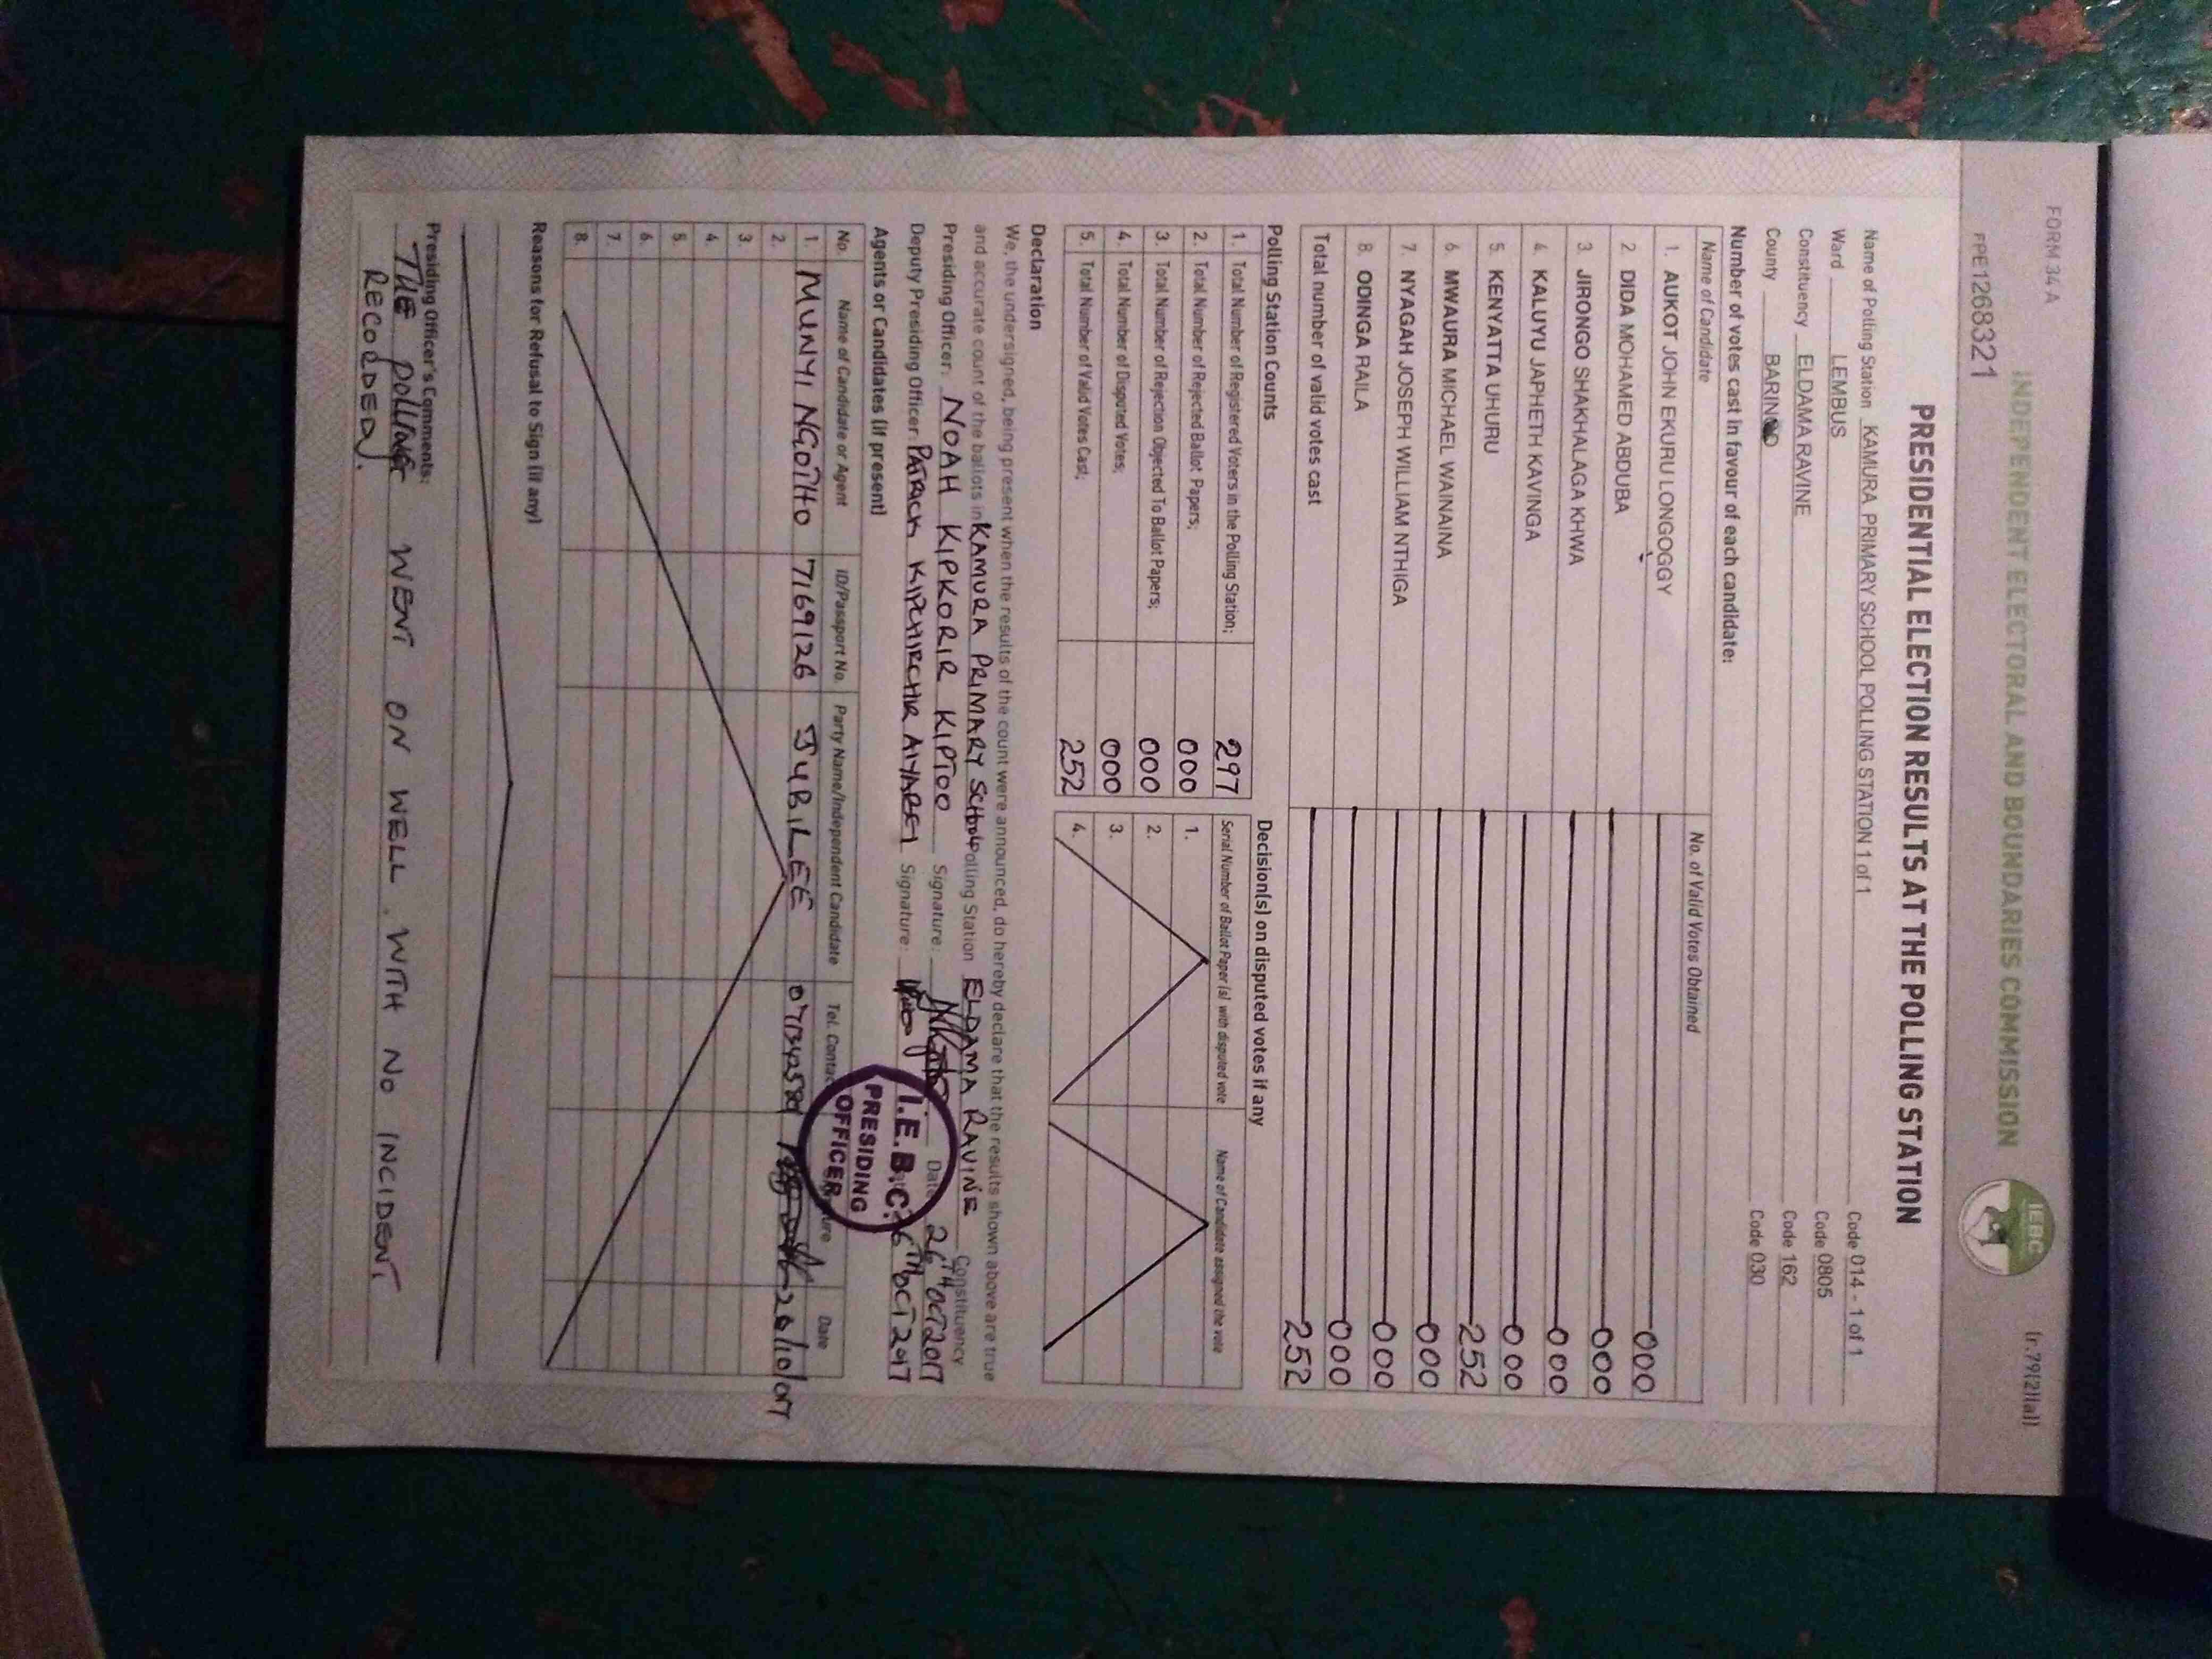 FORM 34 A
(r.79(2)(a))
INDEPENDENT ELECTORAL AND BOUNDARIES COMMISSION
IEBC
PPE1268321
PRESIDENTIAL ELECTION RESULTS AT THE POLLING STATION
Name of Polling Station KAMURA PRIMARY SCHOOL POLLING STATION 1 of 1 Code 014 - 1 of 1
Ward LEMBUS Code 0805
Constituency ELDAMA RAVINE Code 162
County BARINGO Code 030
Number of votes cast in favour of each candidate:
Name of Candidate No. of Valid Votes Obtained
1. AUKOT JOHN EKURU LONGOGGY 000
2 DIDA MOHAMED ABDUBA 000
3. JIRONGO SHAKHALAGA KHWA 000
4. KALUYU JAPHETH KAVINGA 000
5. KENYATTA UHURU 252
6 MWAURA MICHAEL WAINAINA 000
7. NYAGAH JOSEPH WILLIAM NTHIGA 000
8. ODINGA RAILA 000
Total number of valid votes cast 252
Polling Station Counts Decision(s) on disputed votes if any
1. Total Number of Registered Voters in the Polling Station; 297
2. Total Number of Rejected Ballot Papers; 000
3. Total Number of Rejection Objected To Ballot Papers; 000
4. Total Number of Disputed Votes; 000
5. Total Number of Valid Votes Cast; 252
Serial Number of Ballot Paper (s) with disputed vote Name of Candidate assigned the vote
1.
2.
3.
4.
Declaration
We, the undersigned, being present when the results of the count were announced, do hereby declare that the results shown above are true
and accurate count of the ballots in KAMURA PRIMARY SCHOOL Polling Station ELDAMA RAVINE Constituency
Presiding Officer: NOAH KIPKORIR KIPTOO Signature: Date 26TH OCT 2017
Deputy Presiding Officer: PATRICK KIPCHIRCHIR AIYABEI Signature:
I.E.B.C.
PRESIDING
OFFICER
Agents or Candidates (if present)
No. Name of Candidate or Agent ID/Passport No. Party Name/Independent Candidate Tel. Contact Signature Date
1. MUNYI NGOTHO 7169126 JUBILEE 26/10/017
2.
3
4.
5.
6.
7.
8.
Reasons for Refusal to Sign (if any)
Presiding Officer's Comments:
THE POLLING WENT ON WELL WITH NO INCIDENT
RECORDED.